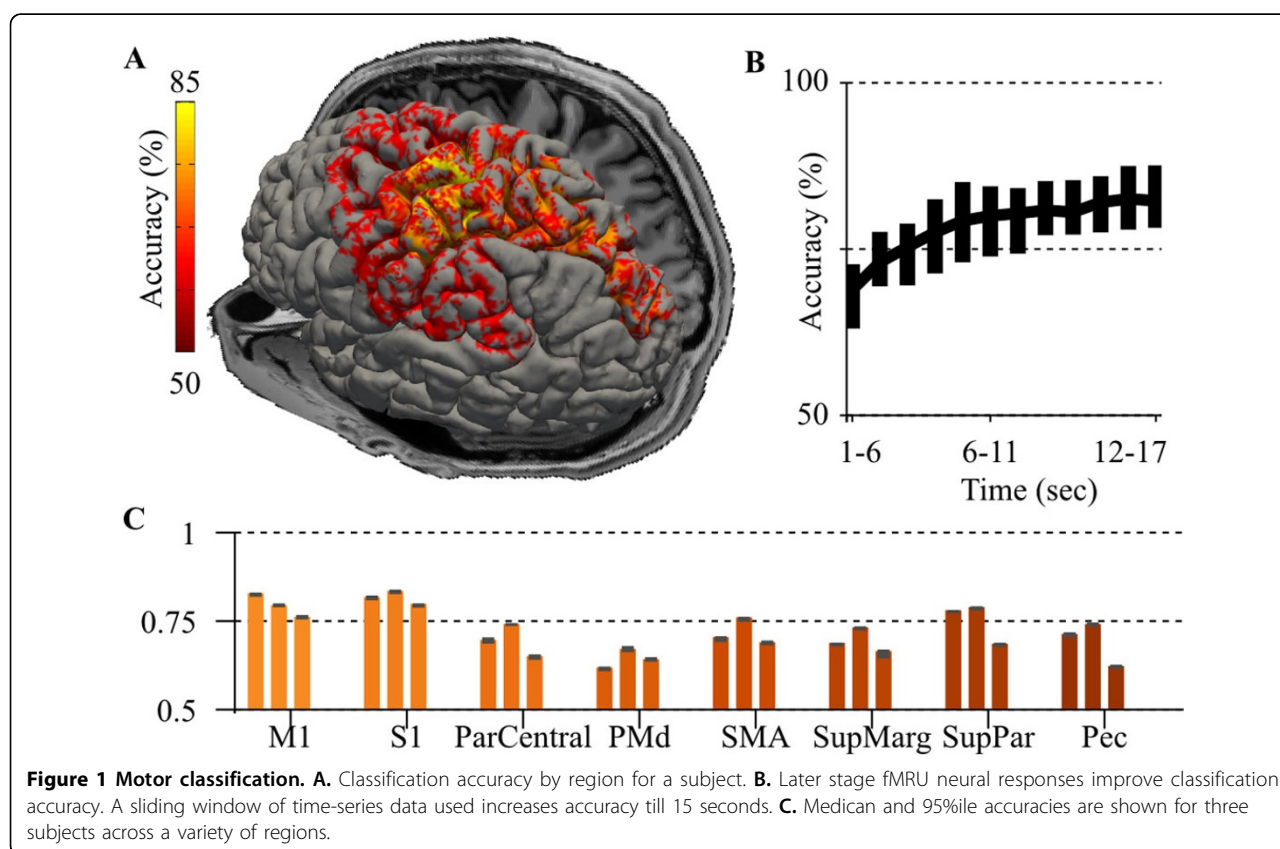 A
85
Accuracy (%)
50
B
100
Accuracy (%)
50
1-6 6-11 12-17
Time (sec)
C
1
0.75
0.5
M1 S1 ParCentral PMd SMA SupMarg SupPar Pec
Figure 1 Motor classification. A. Classification accuracy by region for a subject. B. Later stage fMRU neural responses improve classification
accuracy. A sliding window of time-series data used increases accuracy till 15 seconds. C. Medican and 95%ile accuracies are shown for three
subjects across a variety of regions.